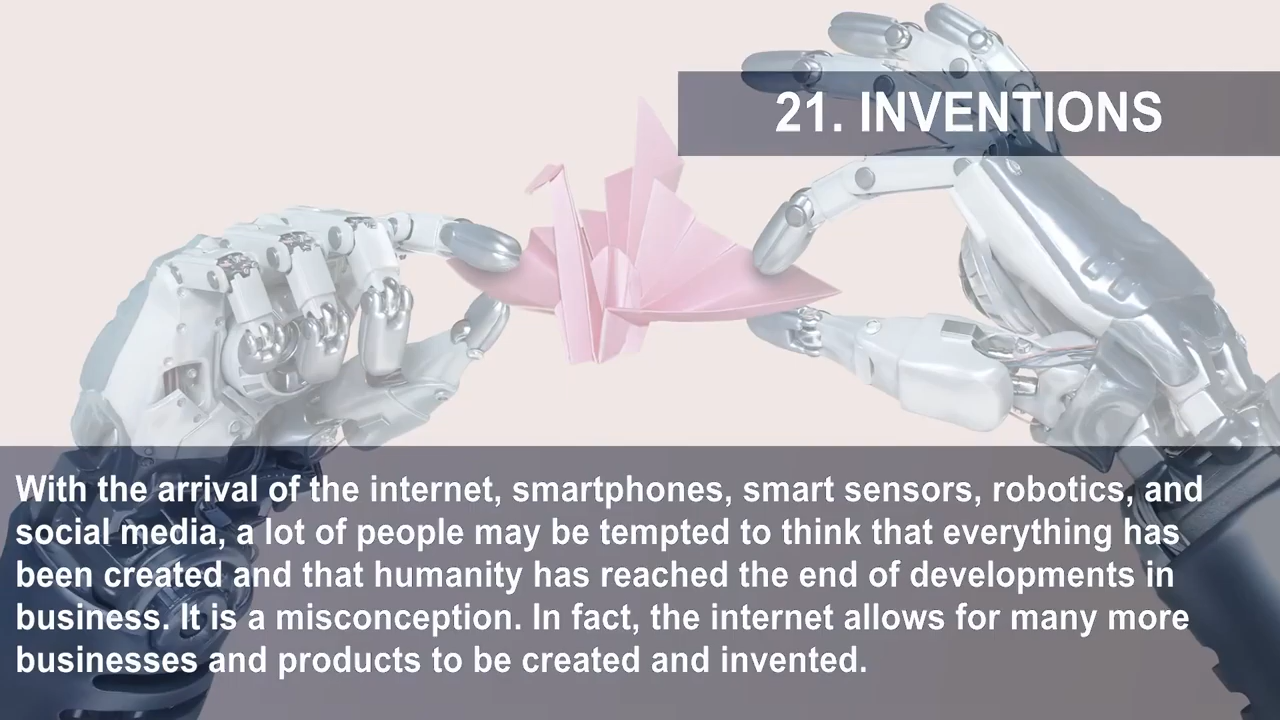 21. INVENTIONS
With the arrival of the internet, smartphones, smart sensors, robotics, and
social media, a lot of people may be tempted to think that everything has
been created and that humanity has reached the end of developments in
business. It is a misconception. In fact, the internet allows for many more
businesses and products to be created and invented.